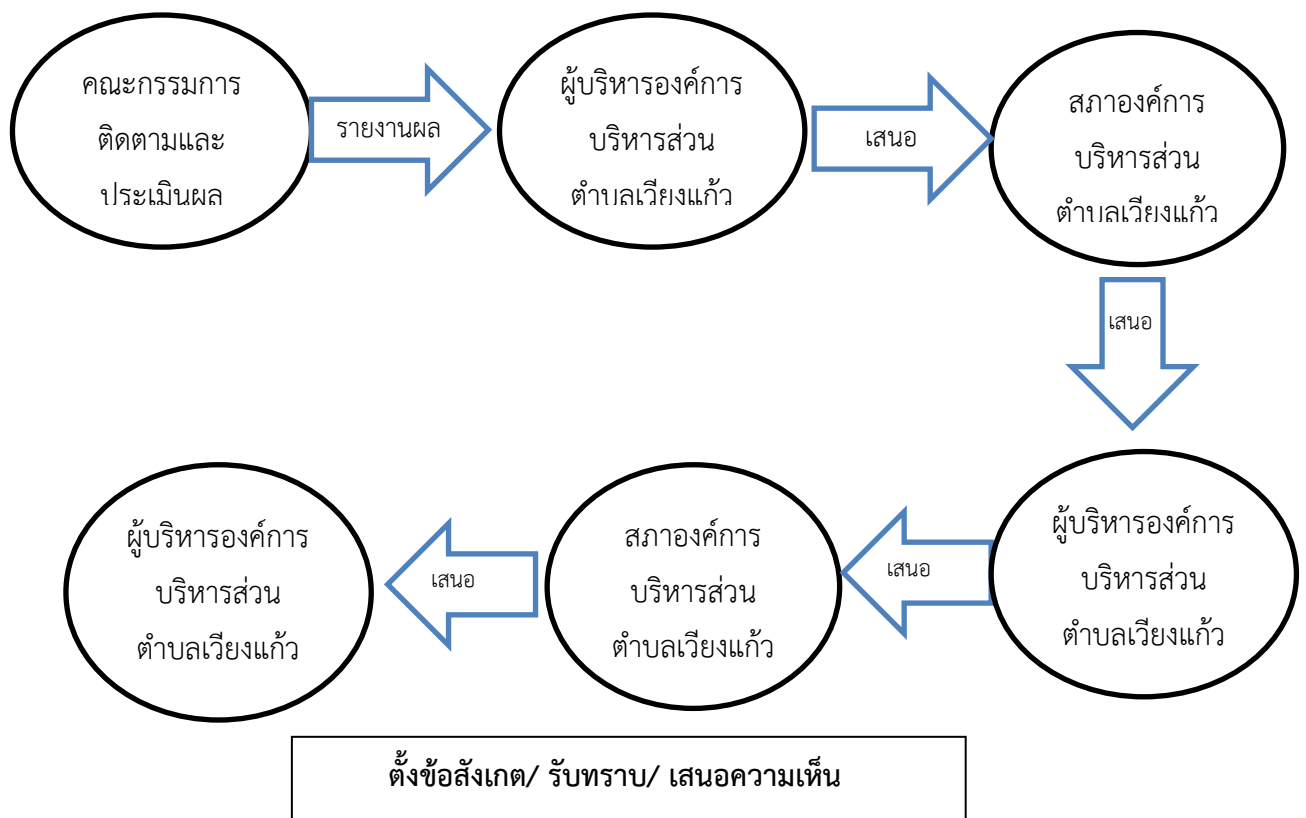 คณะกรรมการ
ติดตามและ
ประเมินผล
รายงานผล
ผู้บริหารองค์การ
บริหารส่วน
ตำบลเวียงแก้ว
เสนอ
สภาองค์การ
บริหารส่วน
ตำบลเวียงแก้ว
เสนอ
ผู้บริหารองค์การ
บริหารส่วน
ตำบลเวียงแก้ว
เสนอ
สภาองค์การ
บริหารส่วน
ตำบลเวียงแก้ว
เสนอ
ผู้บริหารองค์การ
บริหารส่วน
ตำบลเวียงแก้ว
ตั้งข้อสังเกต/ รับทราบ/ เสนอความเห็น